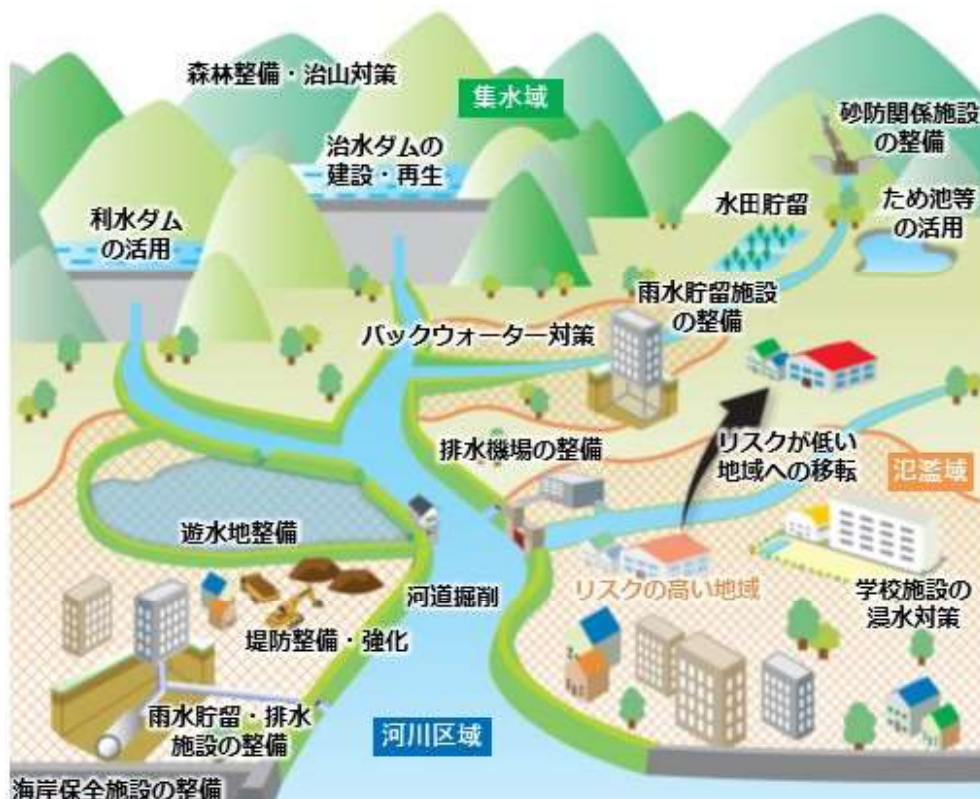 森林整備・治山対策
集水域
砂防関係施設
の整備
治水ダムの
建設・再生
水田貯留
ため池等
の活用
利水ダム
の活用
雨水貯留施設
の整備
バックウォーター対策
排水機場の整備
リスクが低い
地域への移転
氾濫域
遊水地整備
リスクの高い地域
河道掘削
学校施設の
浸水対策
堤防整備・強化
雨水貯留・排水
施設の整備
河川区域
海岸保全施設の整備